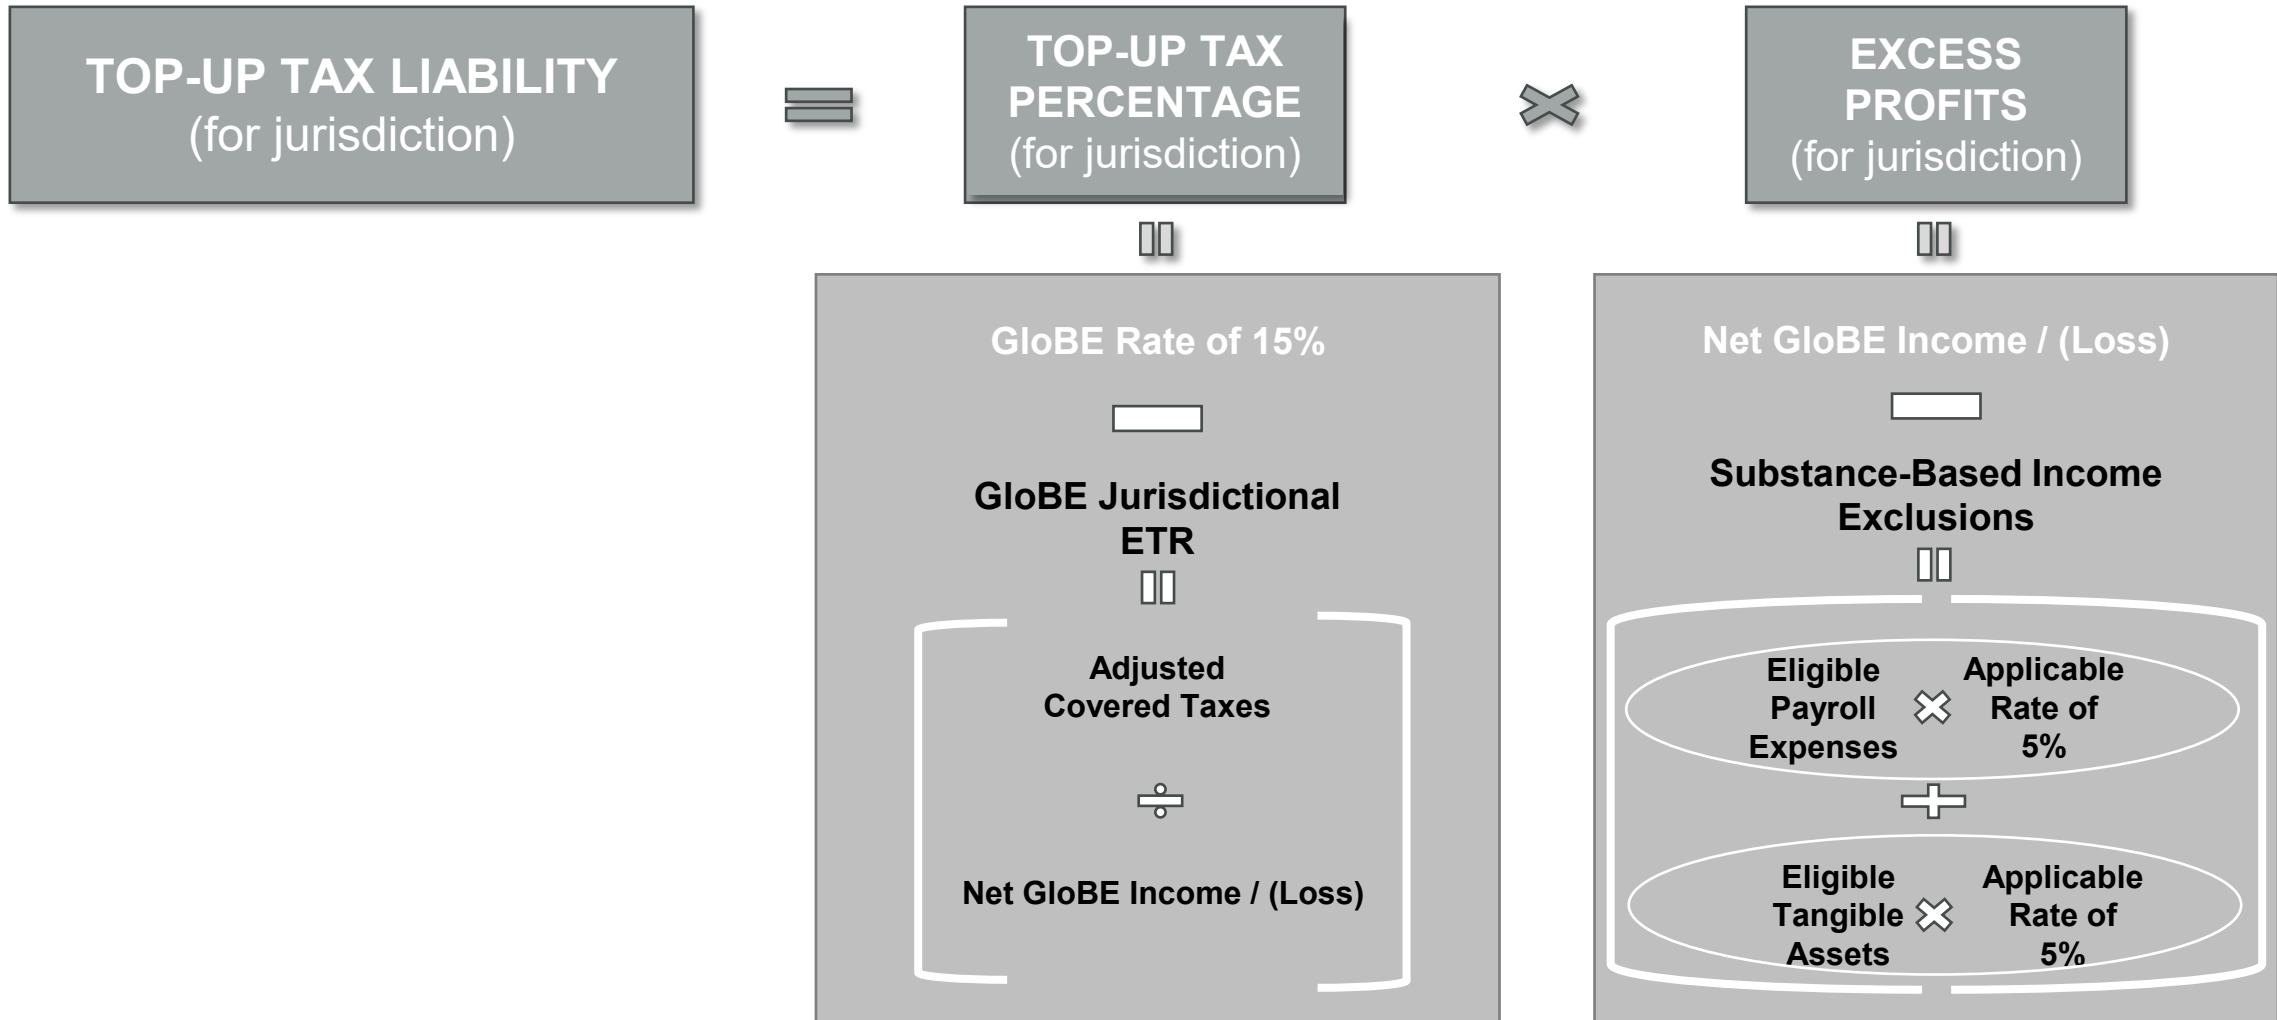 TOP-UP TAX LIABILITY
(for jurisdiction)
TOP-UP TAX
PERCENTAGE
(for jurisdiction)
EXCESS
PROFITS
(for jurisdiction)
GloBE Rate of 15%
GloBE Jurisdictional
ETR
Adjusted
Covered Taxes
Net GloBE Income / (Loss)
Net GloBE Income / (Loss)
Substance-Based Income
Exclusions
Eligible
Payroll
Expenses
Applicable
Rate of
5%
Eligible
Tangible
Assets
Applicable
Rate of
5%